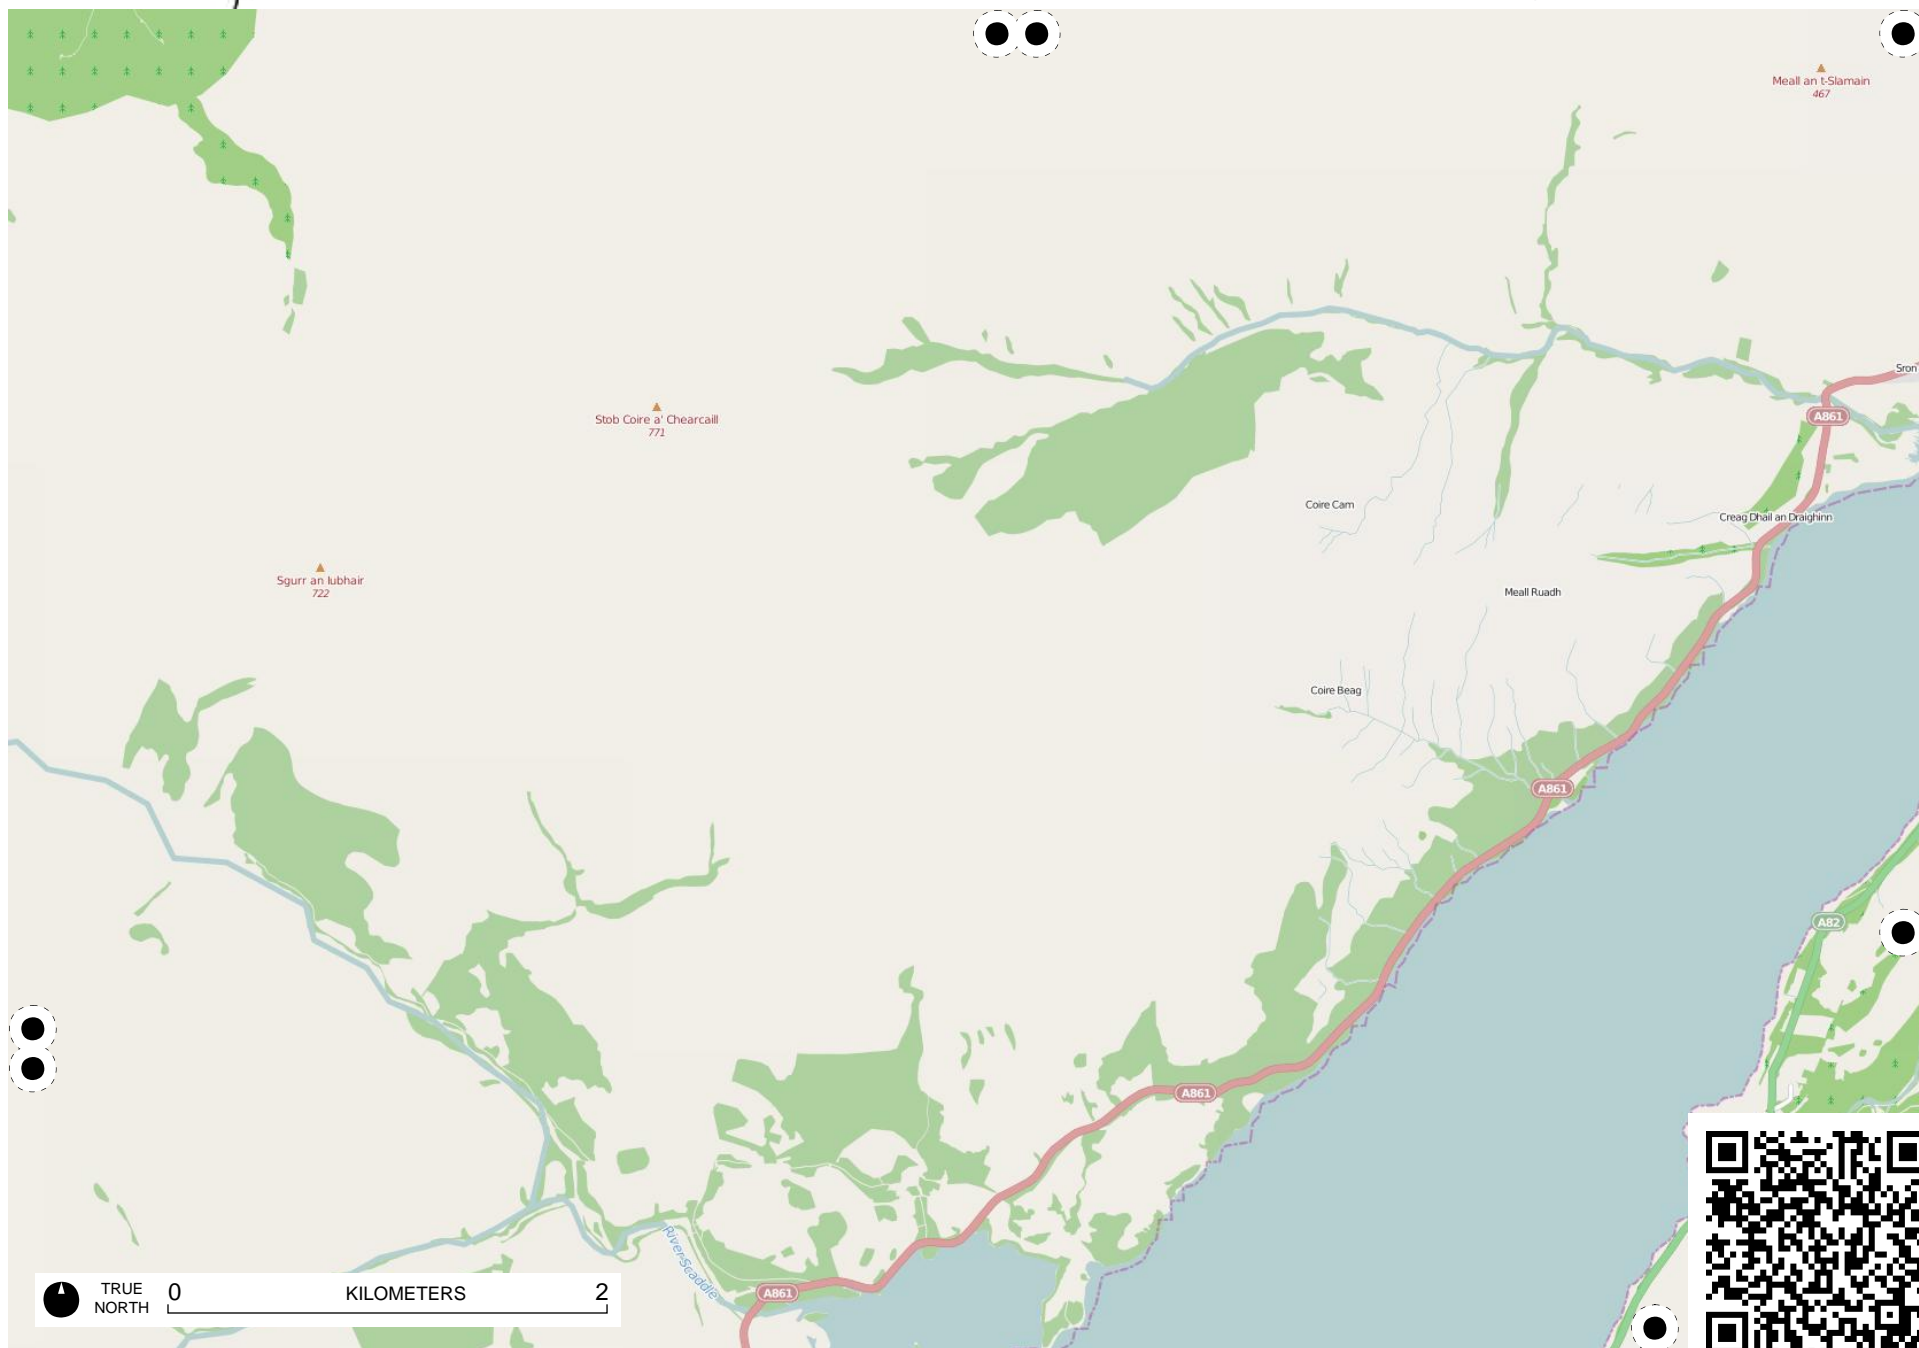 Meall an t-Slamain
467
Sron
A861
Stob Coire a' Chearcaill
771
Coire Cam
Creag Dhail an Draighinn
Sgurr an Iubhair
722
Meall Ruadh
Coire Beag
A861
A82
A861
River Scaddle
A861
TRUE
NORTH
0
KILOMETERS
2